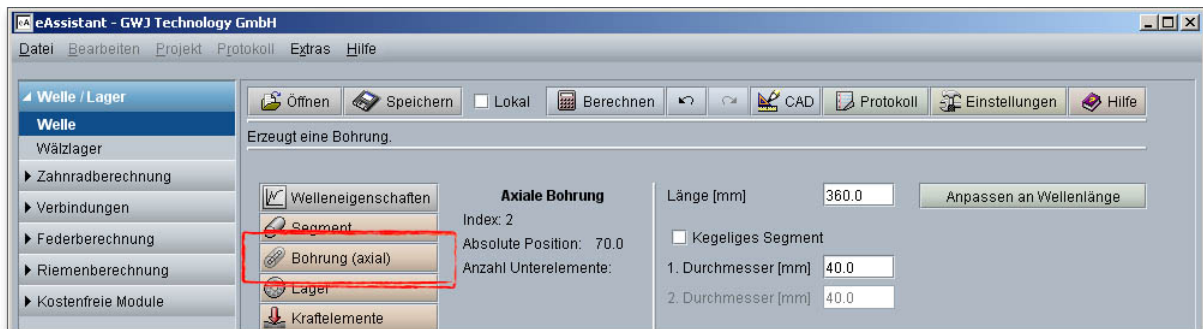 eAssistant - GWJ Technology GmbH
Datei Bearbeiten Projekt Protokoll Extras Hilfe
Welle / Lager
Welle
Wälzlager
Zahnradberechnung
Verbindungen
Federberechnung
Riemenberechnung
Kostenfreie Module
Öffnen Speichern Lokal Berechnen CAD Protokoll Einstellungen Hilfe
Erzeugt eine Bohrung.
Welleneigenschaften
Segment
Bohrung (axial)
Lager
Kraftelemente
Axiale Bohrung
Index: 2
Absolute Position: 70.0
Anzahl Unterelemente:
Länge [mm] 360.0 Anpassen an Wellenlänge
Kegeliges Segment
1. Durchmesser [mm] 40.0
2. Durchmesser [mm] 40.0